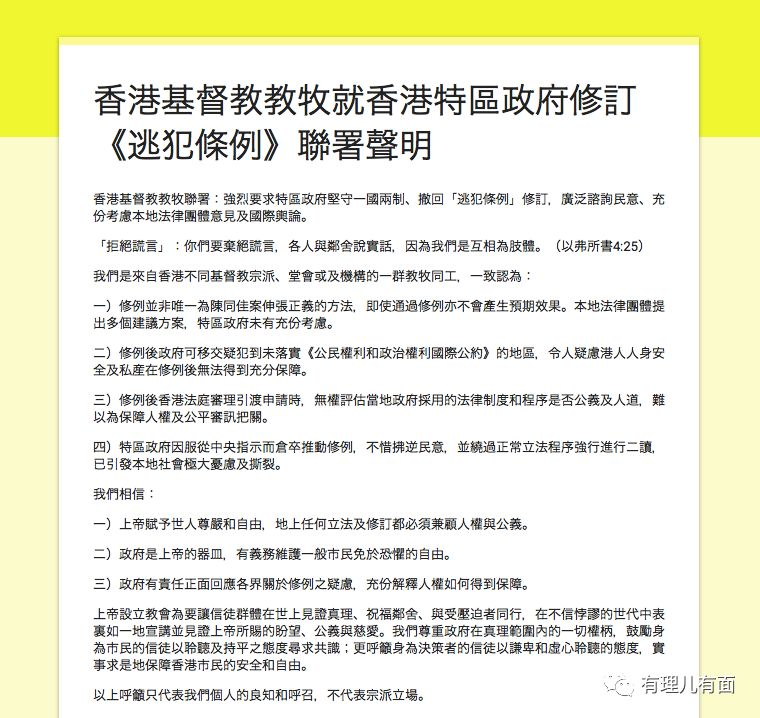 香港基督教教牧就香港特區政府修訂
《逃犯條例》聯署聲明
香港基督教教牧聯署：強烈要求特區政府堅守一國兩制、撤回「逃犯條例」修訂，廣泛諮詢民意、充
份考慮本地法律團體意見及國際輿論。
「拒絕謊言」：你們要棄絕謊言，各人與鄰舍說實話，因為我們是互相為肢體。（以弗所書4:25）
我們是來自香港不同基督教宗派、堂會或及機構的一群教牧同工，一致認為：
一）修例並非唯一為陳同佳案伸張正義的方法，即使通過修例亦不會產生預期效果。本地法律團體提
出多個建議方案，特區政府未有充份考慮。
二）修例後政府可移交疑犯到未落實《公民權利和政治權利國際公約》的地區，令人疑慮港人人身安
全及私産在修例後無法得到充分保障。
三）修例後香港法庭審理引渡申請時，無權評估當地政府採用的法律制度和程序是否公義及人道，難
以為保障人權及公平審訊把關。
四）特區政府因服從中央指示而倉卒推動修例，不惜拂逆民意，並繞過正常立法程序強行進行二讀，
已引發本地社會極大憂慮及撕裂。
我們相信：
一）上帝賦予世人尊嚴和自由，地上任何立法及修訂都必須兼顧人權與公義。
二）政府是上帝的器皿，有義務維護一般市民免於恐懼的自由。
三）政府有責任正面回應各界關於修例之疑慮，充份解釋人權如何得到保障。
上帝設立教會為要讓信徒群體在世上見證真理、祝福鄰舍、與受壓迫者同行，在不信悖謬的世代中表
裏如一地宣講並見證上帝所賜的盼望、公義與慈愛。我們尊重政府在真理範圍內的一切權柄，鼓勵身
為市民的信徒以聆聽及持平之態度尋求共識；更呼籲身為決策者的信徒以謙卑和虛心聆聽的態度，實
事求是地保障香港市民的安全和自由。
以上呼籲只代表我們個人的良知和呼召，不代表宗派立場。
有理儿有面